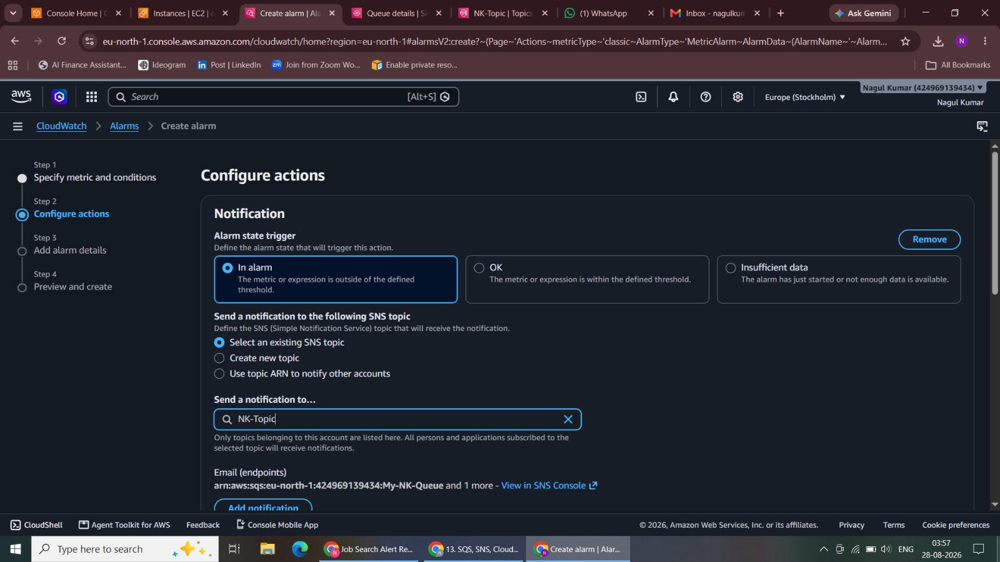 Console Home | C
Instances | EC2 | e
Create alarm | Ala
Queue details | Si
NK-Topic | Topics
(1) WhatsApp
Inbox - nagulkum
Ask Gemini
eu-north-1.console.aws.amazon.com/cloudwatch/home?region=eu-north-1#alarmsV2:create?~(Page~'Actions~metricType~'classic~AlarmType~'MetricAlarm~AlarmData~(AlarmName~'~Alarm...
N
AI Finance Assistant...
Ideogram
Post | LinkedIn
zm Join from Zoom Wo...
Enable private reso...
All Bookmarks
aws
Search
[Alt+S]
Europe (Stockholm)
Nagul Kumar (424969139434)
Nagul Kumar
CloudWatch
Alarms
Create alarm
Step 1
Specify metric and conditions
Step 2
Configure actions
Step 3
Add alarm details
Step 4
Preview and create
Configure actions
Notification
Alarm state trigger
Define the alarm state that will trigger this action.
Remove
In alarm
The metric or expression is outside of the defined
threshold.
OK
The metric or expression is within the defined threshold.
Insufficient data
The alarm has just started or not enough data is available.
Send a notification to the following SNS topic
Define the SNS (Simple Notification Service) topic that will receive the notification.
Select an existing SNS topic
Create new topic
Use topic ARN to notify other accounts
Send a notification to...
NK-Topic
Only topics belonging to this account are listed here. All persons and applications subscribed to the
selected topic will receive notifications.
Email (endpoints)
arn:aws:sqs:eu-north-1:424969139434:My-NK-Queue and 1 more - View in SNS Console
Add notification
CloudShell
Agent Toolkit for AWS
Feedback
Console Mobile App
© 2026, Amazon Web Services, Inc. or its affiliates.
Privacy
Terms
Cookie preferences
Type here to search
Job Search Alert Re...
13. SQS, SNS, Cloud...
Create alarm | Alar...
ENG
03:57
28-08-2026